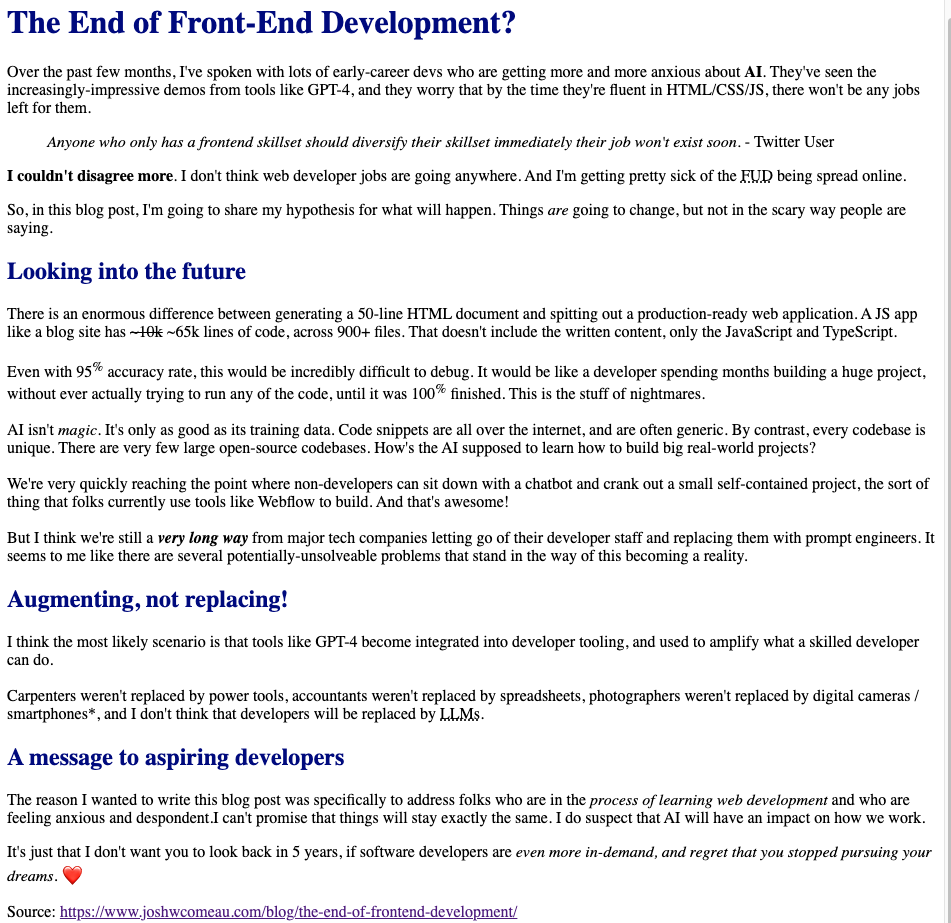 The End of Front-End Development?
Over the past few months, I've spoken with lots of early-career devs who are getting more and more anxious about AI. They've seen the
increasingly-impressive demos from tools like GPT-4, and they worry that by the time they're fluent in HTML/CSS/JS, there won't be any jobs
left for them.
Anyone who only has a frontend skillset should diversify their skillset immediately their job won't exist soon. - Twitter User
I couldn't disagree more. I don't think web developer jobs are going anywhere. And I'm getting pretty sick of the FUD being spread online.
So, in this blog post, I'm going to share my hypothesis for what will happen. Things are going to change, but not in the scary way people are
saying.
Looking into the future
There is an enormous difference between generating a 50-line HTML document and spitting out a production-ready web application. A JS app
like a blog site has ~10k ~65k lines of code, across 900+ files. That doesn't include the written content, only the JavaScript and TypeScript.
Even with 95% accuracy rate, this would be incredibly difficult to debug. It would be like a developer spending months building a huge project,
without ever actually trying to run any of the code, until it was 100% finished. This is the stuff of nightmares.
AI isn't magic. It's only as good as its training data. Code snippets are all over the internet, and are often generic. By contrast, every codebase is
unique. There are very few large open-source codebases. How's the AI supposed to learn how to build big real-world projects?
We're very quickly reaching the point where non-developers can sit down with a chatbot and crank out a small self-contained project, the sort of
thing that folks currently use tools like Webflow to build. And that's awesome!
But I think we're still a very long way from major tech companies letting go of their developer staff and replacing them with prompt engineers. It
seems to me like there are several potentially-unsolveable problems that stand in the way of this becoming a reality.
Augmenting, not replacing!
I think the most likely scenario is that tools like GPT-4 become integrated into developer tooling, and used to amplify what a skilled developer
can do.
Carpenters weren't replaced by power tools, accountants weren't replaced by spreadsheets, photographers weren't replaced by digital cameras /
smartphones*, and I don't think that developers will be replaced by LLMs.
A message to aspiring developers
The reason I wanted to write this blog post was specifically to address folks who are in the process of learning web development and who are
feeling anxious and despondent.I can't promise that things will stay exactly the same. I do suspect that AI will have an impact on how we work.
It's just that I don't want you to look back in 5 years, if software developers are even more in-demand, and regret that you stopped pursuing your
dreams. ❤️
Source: https://www.joshwcomeau.com/blog/the-end-of-frontend-development/